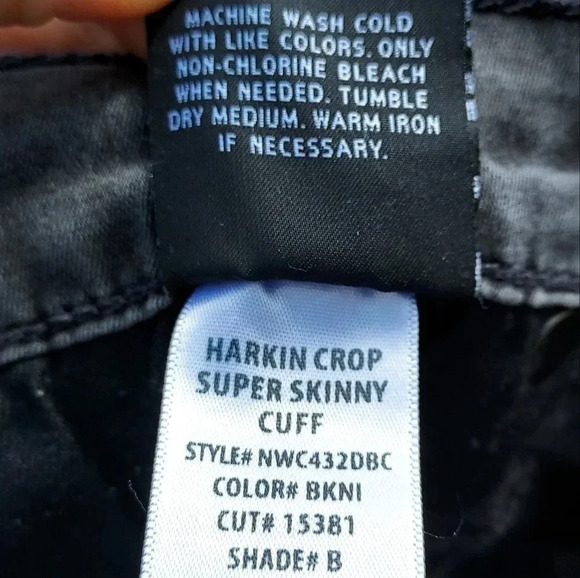 MACHINE WASH COLD
WITH LIKE COLORS. ONLY
NON-CHLORINE BLEACH
WHEN NEEDED. TUMBLE
DRY MEDIUM. WARM IRON
IF NECESSARY.
HARKIN CROP
SUPER SKINNY
CUFF
STYLE# NWC432DBC
COLOR# BKNI
CUT# 15381
SHADE# B